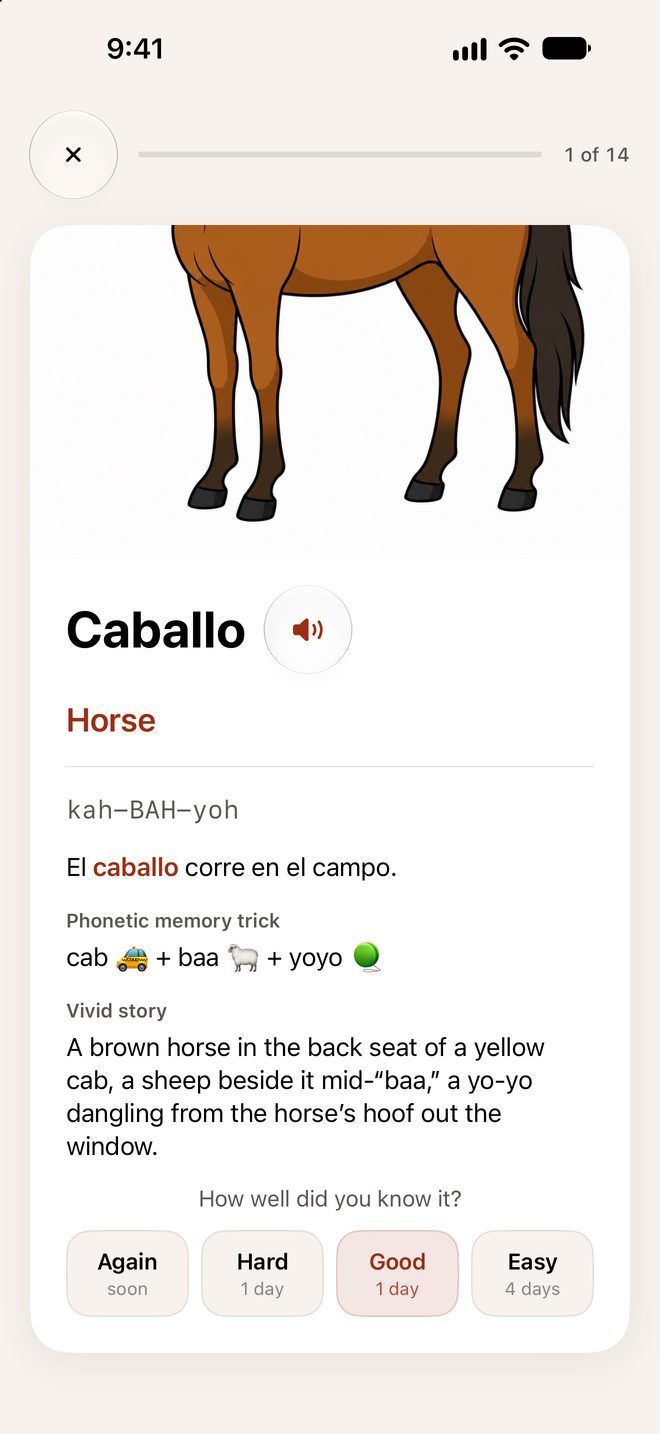 9:41
1 of 14
Caballo
Horse
kah–BAH–yoh
El caballo corre en el campo.
Phonetic memory trick
cab 🚕 + baa 🐑 + yoyo 🪀
Vivid story
A brown horse in the back seat of a yellow
cab, a sheep beside it mid-“baa,” a yo-yo
dangling from the horse’s hoof out the
window.
How well did you know it?
Again
soon
Hard
1 day
Good
1 day
Easy
4 days